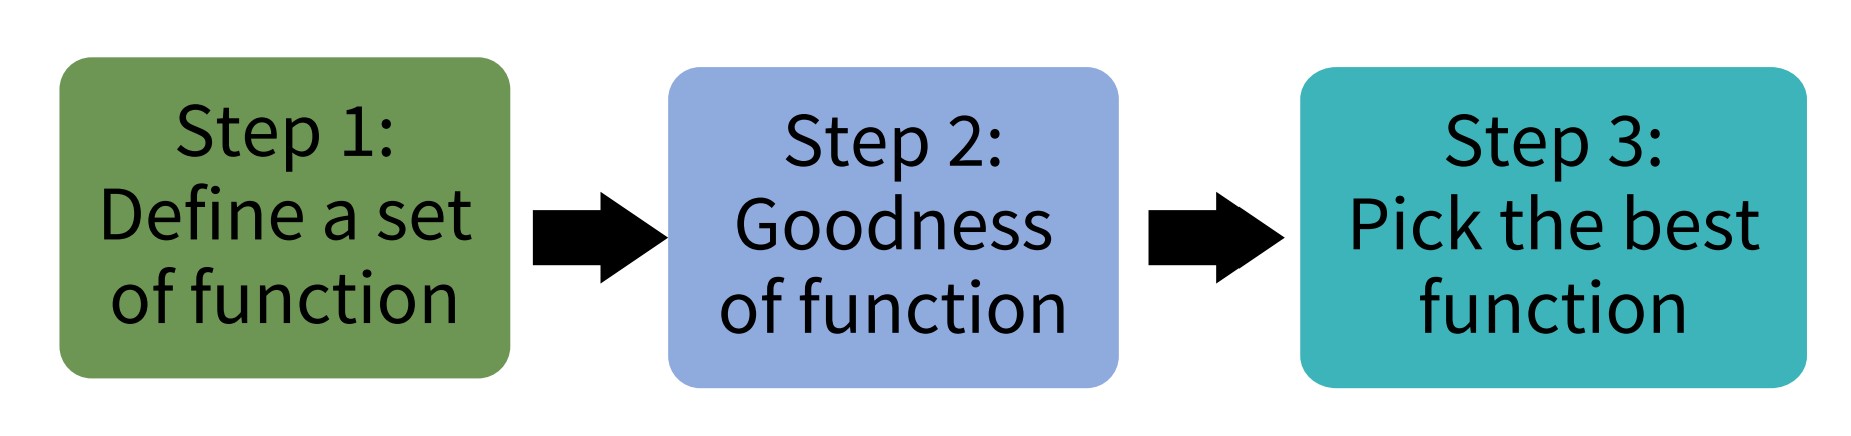 Step 1:
Define a set
of function
Step 2:
Goodness
of function
Step 3:
Pick the best
function